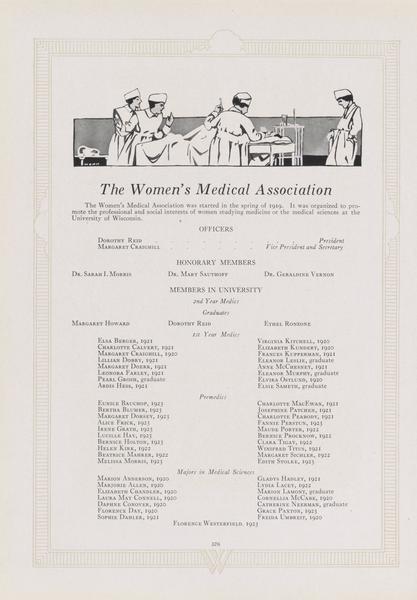 The Women's Medical Association
The Women's Medical Association was started in the spring of 1919. It was organized to pro-
mote the professional and social interests of women studying medicine or the medical sciences at the
University of Wisconsin.
OFFICERS
DOROTHY REID . . . . . . . President
MARGARET CRAIGHILL . . . . . Vice President and Secretary
HONORARY MEMBERS
DR. SARAH I. MORRIS DR. MARY SAUTHOFF DR. GERALDINE VERNON
MEMBERS IN UNIVERSITY
2nd Year Medics
Graduates
MARGARET HOWARD DOROTHY REID ETHEL RONZONE
1st Year Medics
ELSA BERGER, 1921 VIRGINIA KITCHELL, 1920
CHARLOTTE CALVERT, 1921 ELIZABETH KUNDERT, 1920
MARGARET CRAIGHILL, 1920 FRANCES KUPPERMAN, 1921
LILLIAN DOBRY, 1921 ELEANOR LESLIE, graduate
MARGARET DOERR, 1921 ANNE MCCHESNEY, 1921
LEONORA FARLEY, 1921 ELEANOR MURPHY, graduate
PEARL GROSH, graduate ELVIRA OSTLUND, 1920
ARDIS HESS, 1921 ELSIE SAMETH, graduate
Premedics
EUNICE BAUCHOP, 1923 CHARLOTTE MACEWAN, 1921
BERTHA BLUMER, 1923 JOSEPHINE PATCHEN, 1921
MARGARET DORSEY, 1923 CHARLOTTE PEABODY, 1921
ALICE FRICK, 1923 FANNIE PERSTUN, 1923
IRENE GRATH, 1923 MAUDE PORTER, 1922
LUCILLE HAY, 1923 BERNICE PROCKNOW, 1922
BERNICE HOLTON, 1923 CLARA TIGAY, 1922
HELEN KIRK, 1922 WINIFRED TITUS, 1921
BEATRICE MAHRER, 1922 MARGARET SICHLER, 1922
MELISSA MORRIS, 1923 EDITH STOLKE, 1923
Majors in Medical Sciences
MARION ANDERSON, 1920 GLADYS HADLEY, 1921
MARJORIE ALLEN, 1920 LYDIA LACEY, 1922
ELIZABETH CHANDLER, 1920 MARION LAMONT, graduate
LAURA MAY CONNELL, 1920 CORNELLIA MCCABE, 1920
DAPHNE CONOVER, 1920 CATHERINE NEERMAN, graduate
FLORENCE DAY, 1920 GRACE PAXTON, 1923
SOPHIE DAHLER, 1921 FREIDA UMBREIT, 1920
FLORENCE WESTERFIELD, 1923
326
W